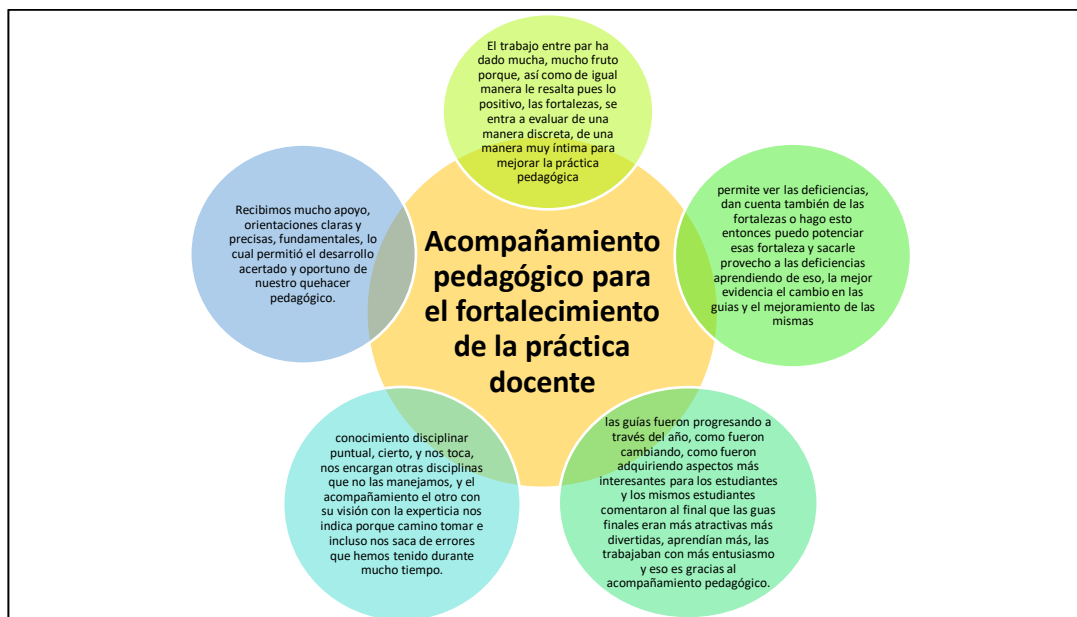 El trabajo entre par ha
dado mucha, mucho fruto
porque, así como de igual
manera le resalta pues lo
positivo, las fortalezas, se
entra a evaluar de una
manera discreta, de una
manera muy íntima para
mejorar la práctica
pedagógica
permite ver las deficiencias,
dan cuenta también de las
fortalezas o hago esto
entonces puedo potenciar
esas fortaleza y sacarle
provecho a las deficiencias
aprendiendo de eso, la mejor
evidencia el cambio en las
guías y el mejoramiento de las
mismas
las guías fueron progresando a
través del año, como fueron
cambiando, como fueron
adquiriendo aspectos más
interesantes para los estudiantes
y los mismos estudiantes
comentaron al final que las guas
finales eran más atractivas más
divertidas, aprendían más, las
trabajaban con más entusiasmo
y eso es gracias al
acompañamiento pedagógico.
conocimiento disciplinar
puntual, cierto, y nos toca,
nos encargan otras disciplinas
que no las manejamos, y el
acompañamiento el otro con
su visión con la experticia nos
indica porque camino tomar e
incluso nos saca de errores
que hemos tenido durante
mucho tiempo.
Recibimos mucho apoyo,
orientaciones claras y
precisas, fundamentales, lo
cual permitió el desarrollo
acertado y oportuno de
nuestro quehacer
pedagógico.
Acompañamiento
pedagógico para
el fortalecimiento
de la práctica
docente